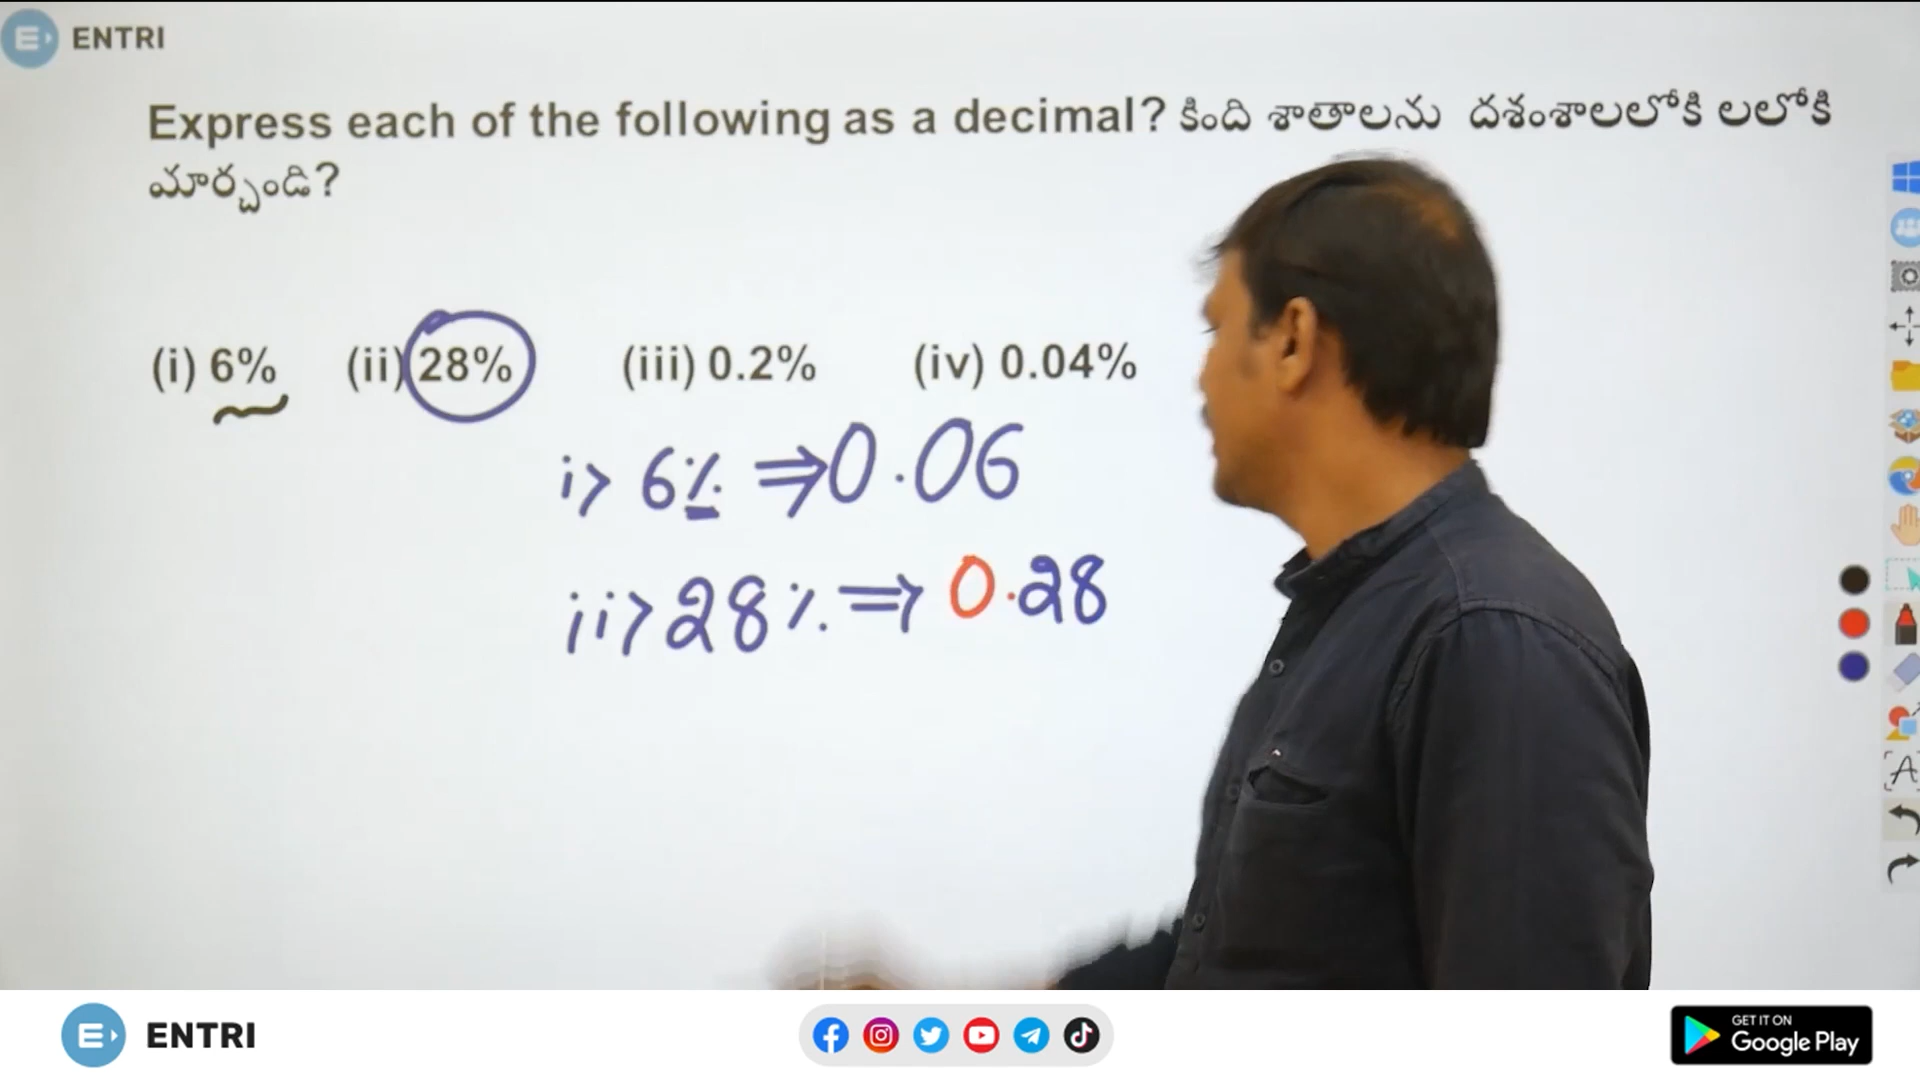 ENTRI
Express each of the following as a decimal? కింది శాతాలను దశంశాలలోకి లలోకి
మార్చండి?
(i) 6% (ii) 28% (iii) 0.2% (iv) 0.04%
i> 6% ⇒ 0.06
ii> 28% ⇒ 0.28
A
ENTRI
GET IT ON
Google Play